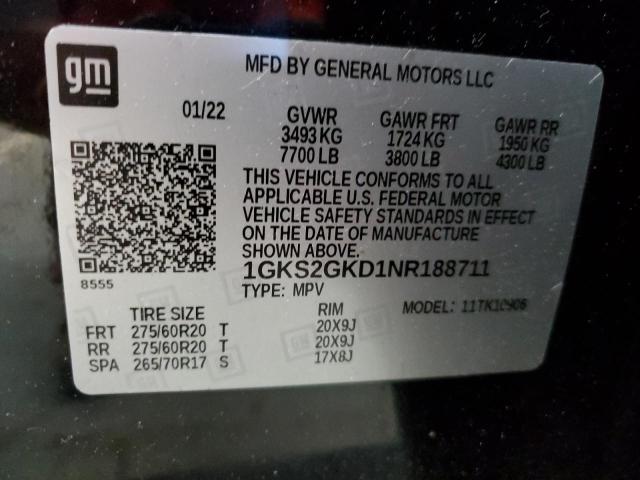 gm
MFD BY GENERAL MOTORS LLC
01/22 GVWR GAWR FRT GAWR RR
3493 KG 1724 KG 1950 KG
7700 LB 3800 LB 4300 LB
THIS VEHICLE CONFORMS TO ALL
APPLICABLE U.S. FEDERAL MOTOR
VEHICLE SAFETY STANDARDS IN EFFECT
ON THE DATE OF MANUFACTURE
SHOWN ABOVE.
8555
1GKS2GKD1NR188711
TYPE: MPV
TIRE SIZE RIM MODEL: 11TK10906
FRT 275/60R20 T 20X9J
RR 275/60R20 T 20X9J
SPA 265/70R17 S 17X8J